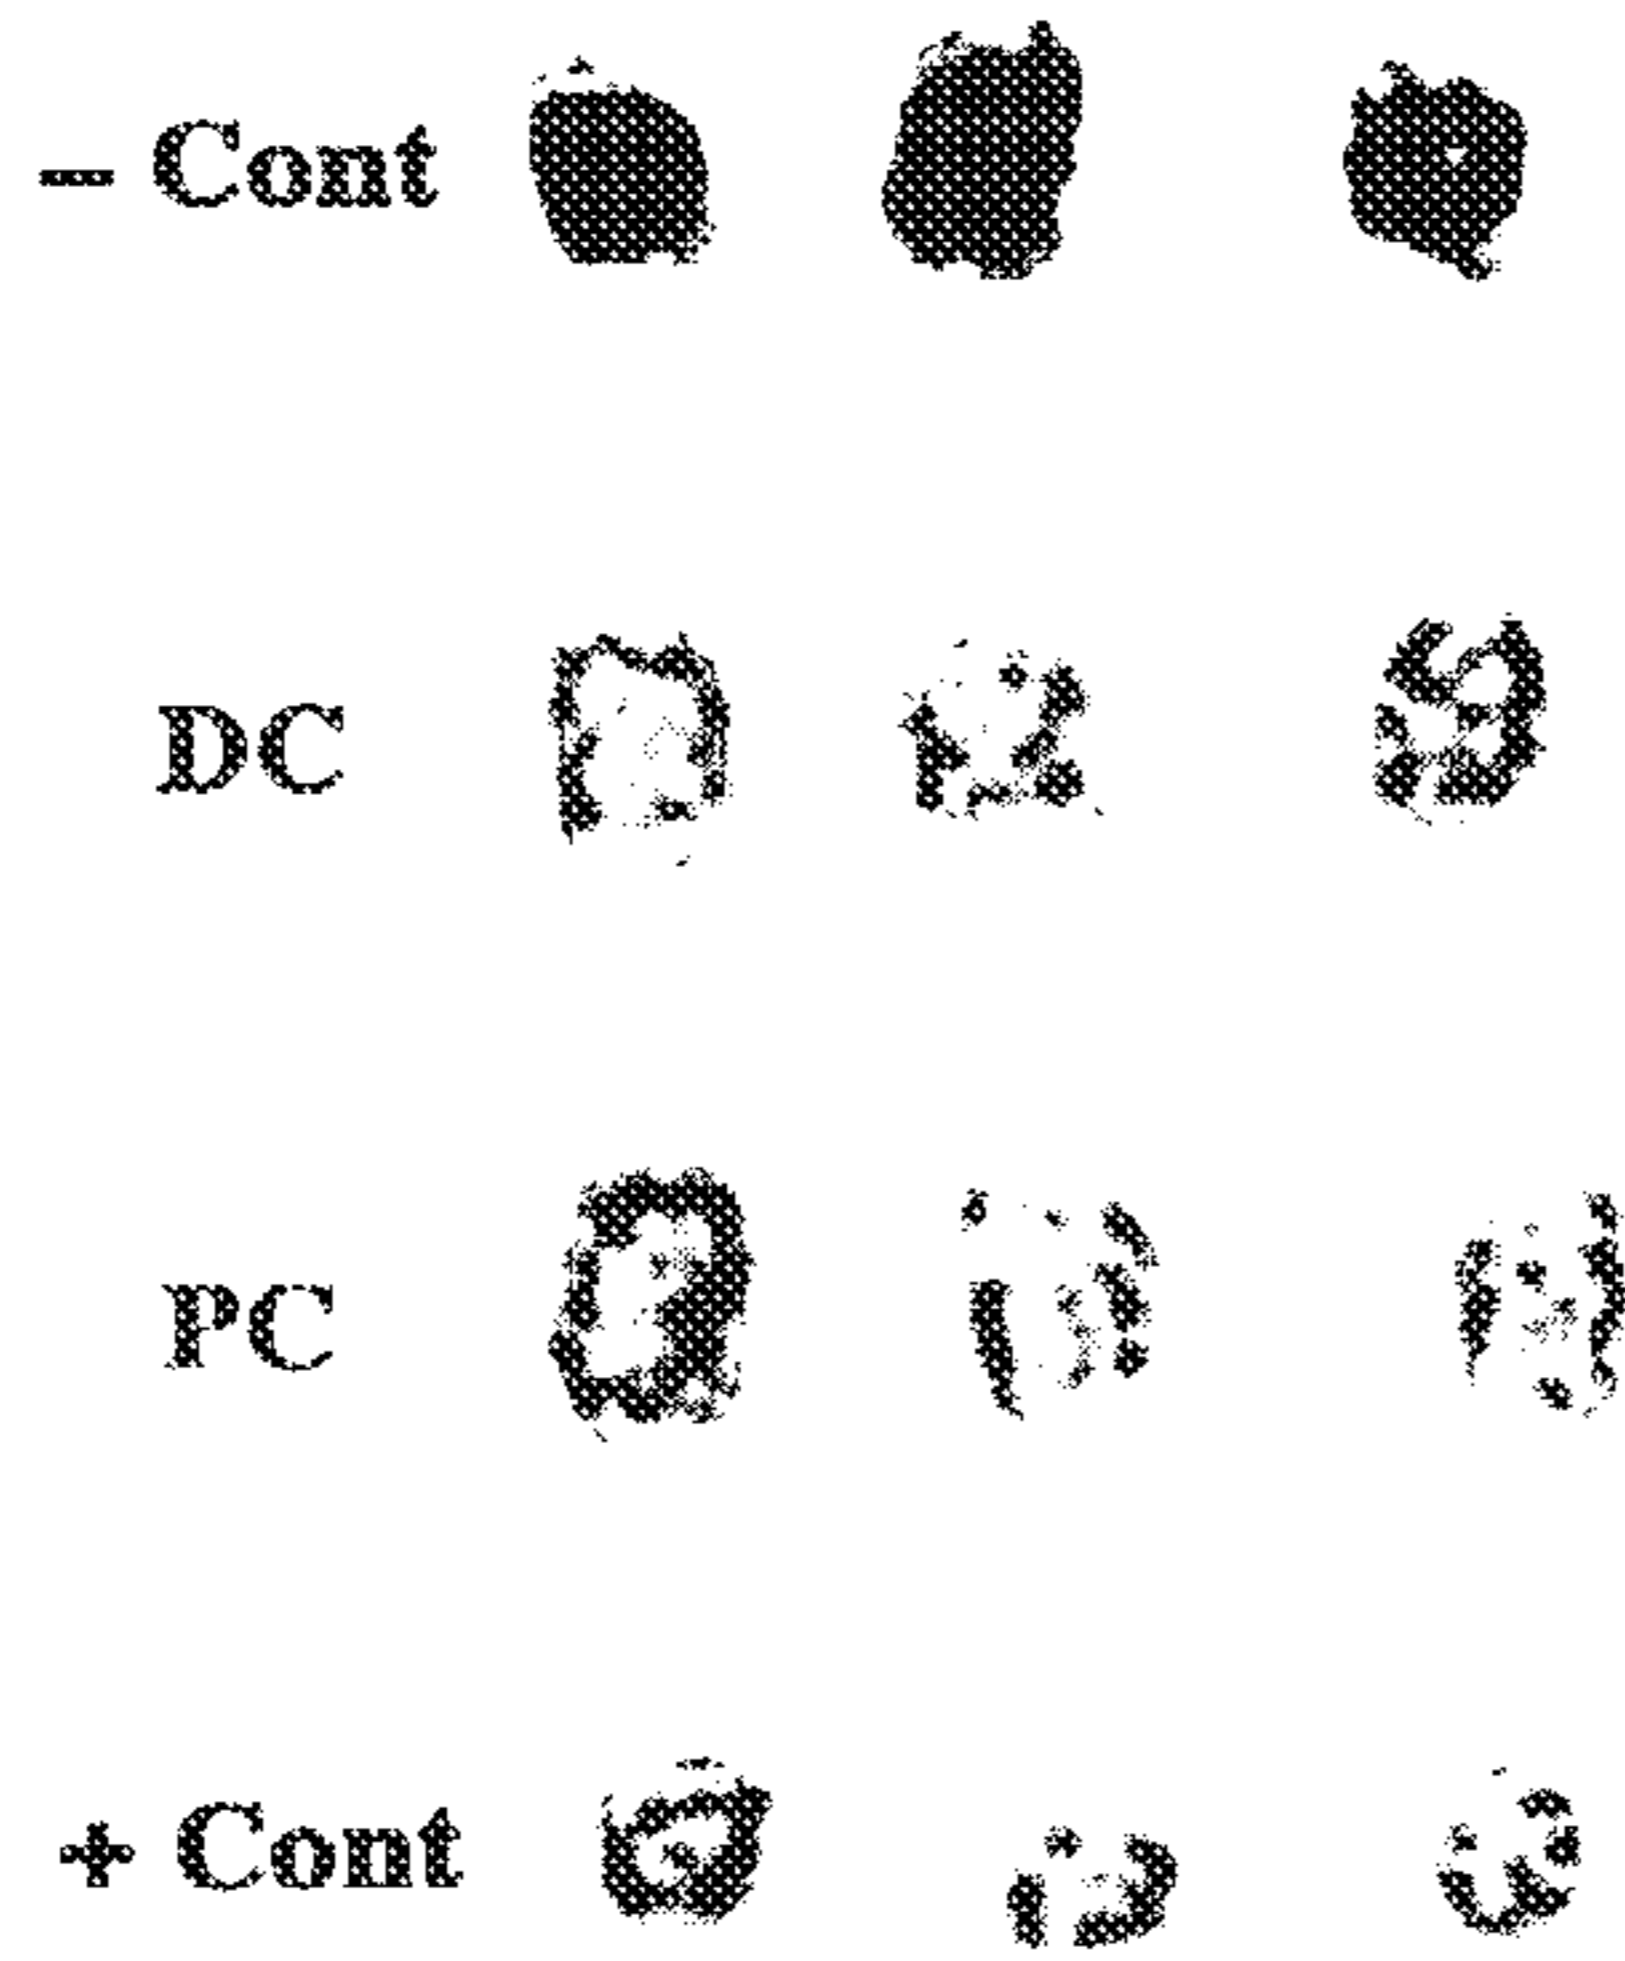 – Cont
DC
PC
+ Cont